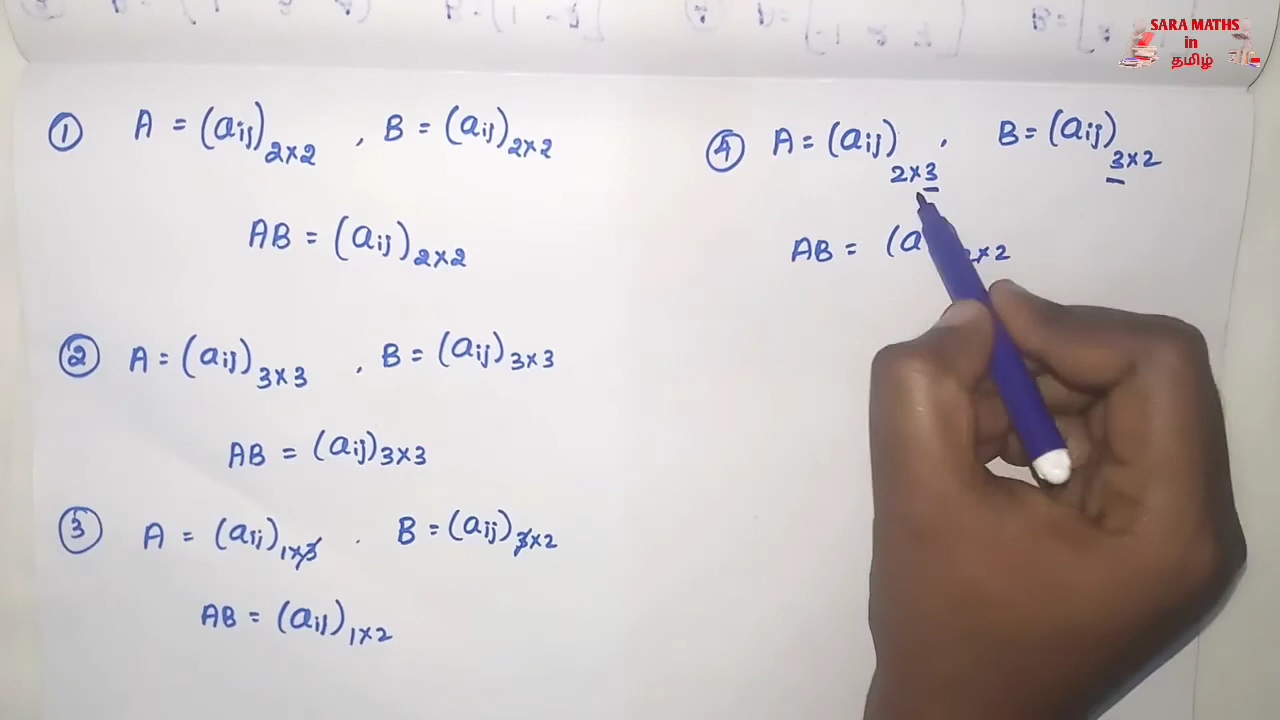 SARA MATHS
in
தமிழ்
① A = (aij)2×2 , B = (aij)2×2
AB = (aij)2×2
② A = (aij)3×3 , B = (aij)3×3
AB = (aij)3×3
③ A = (aij)1×3 . B = (aij)3×2
AB = (aij)1×2
④ A = (aij)2×3 , B = (aij)3×2
AB = (a ×2